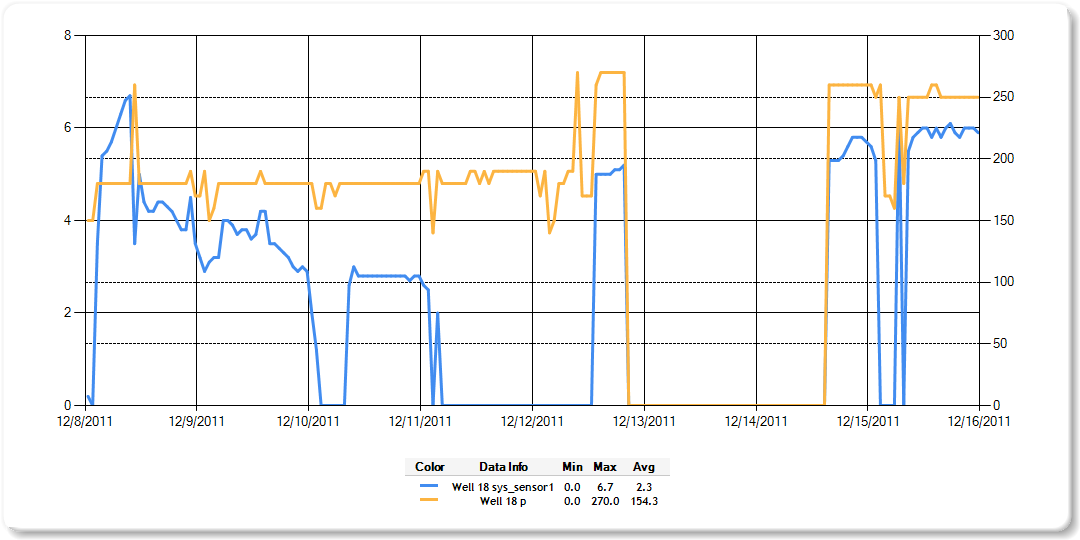 8 300
250
6
200
4 150
100
2
50
0 0
12/8/2011 12/9/2011 12/10/2011 12/11/2011 12/12/2011 12/13/2011 12/14/2011 12/15/2011 12/16/2011
Color Data Info Min Max Avg
Well 18 sys_sensor1 0.0 6.7 2.3
Well 18 p 0.0 270.0 154.3